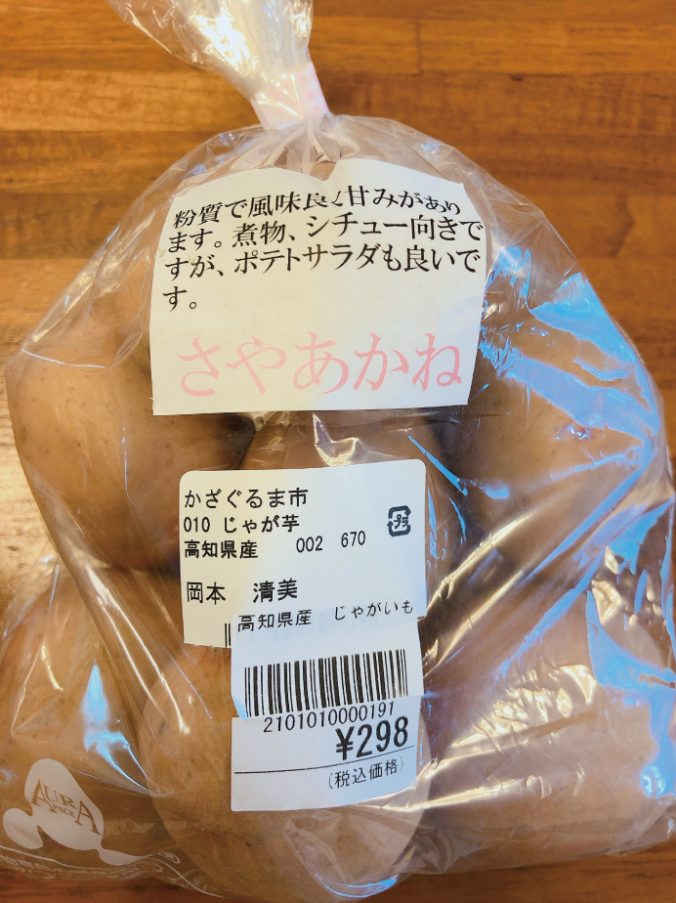 粉質で風味良く甘みがあり
ます。煮物、シチュー向きで
すが、ポテトサラダも良いで
す。
さやあかね
かざぐるま市
010 じゃが芋
プラ
高知県産 002 670
岡本 清美
高知県産 じゃがいも
2101010000191
¥298
(税込価格)
AURA
PACK